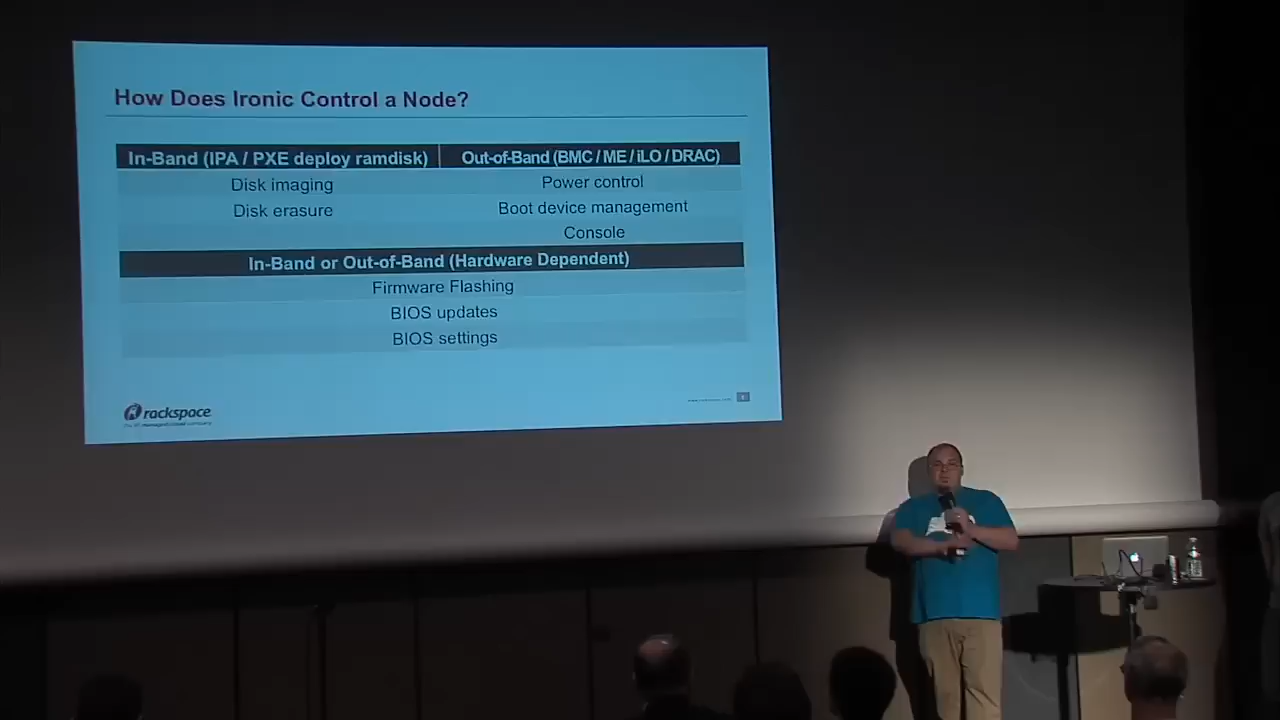 How Does Ironic Control a Node?
In-Band (IPA / PXE deploy ramdisk)
Out-of-Band (BMC / ME / iLO / DRAC)
Disk imaging
Power control
Disk erasure
Boot device management
Console
In-Band or Out-of-Band (Hardware Dependent)
Firmware Flashing
BIOS updates
BIOS settings
rackspace